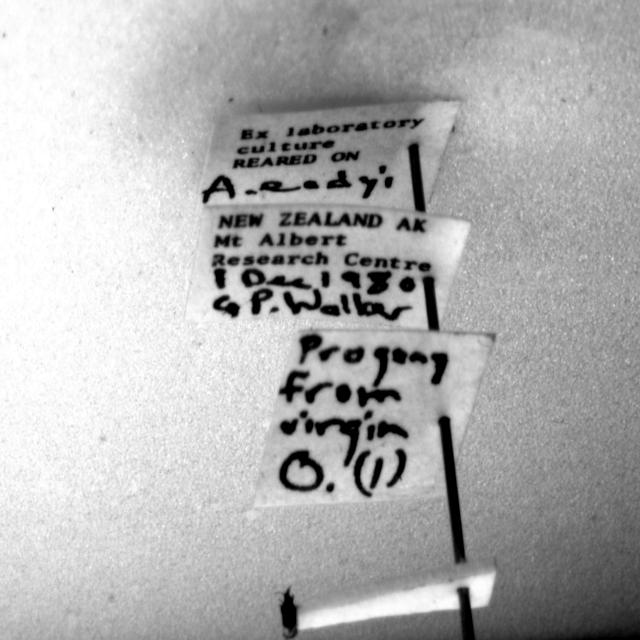 Ex laboratory
culture
REARED ON
NEW ZEALAND AK
Mt Albert
Research Centre
1 Dec 1980
G P. Walker
Progeny
from
virgin
O. (1)